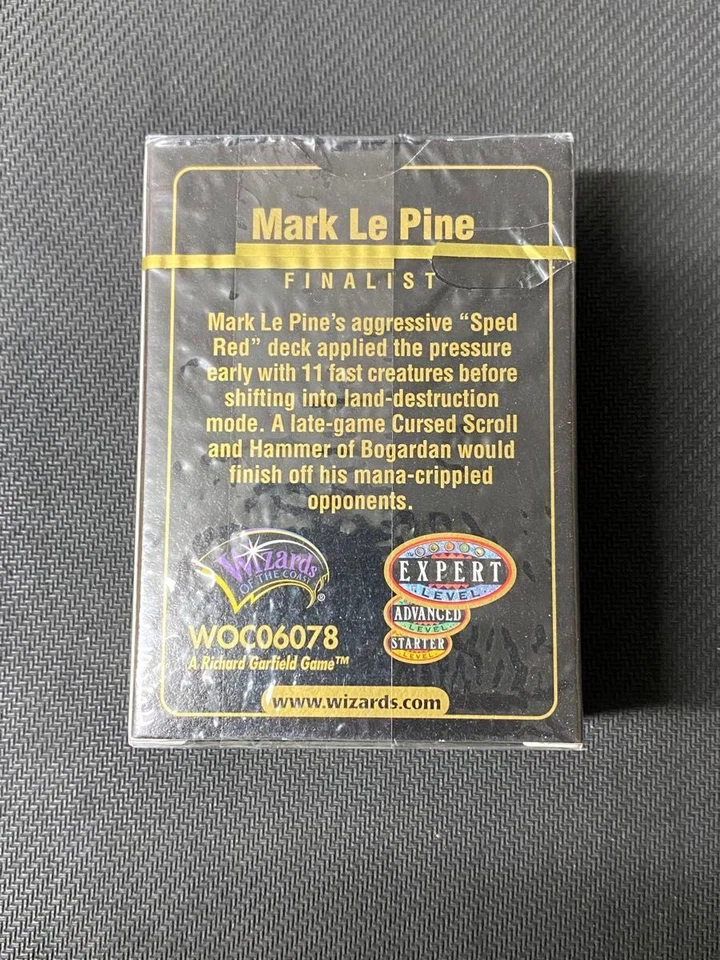 Mark Le Pine
FINALIST
Mark Le Pine's aggressive "Sped
Red" deck applied the pressure
early with 11 fast creatures before
shifting into land-destruction
mode. A late-game Cursed Scroll
and Hammer of Bogardan would
finish off his mana-crippled
opponents.
Wizards
OF THE COAST
®
EXPERT
LEVEL
ADVANCED
LEVEL
STARTER
LEVEL
WOC06078
A Richard Garfield Game™
www.wizards.com